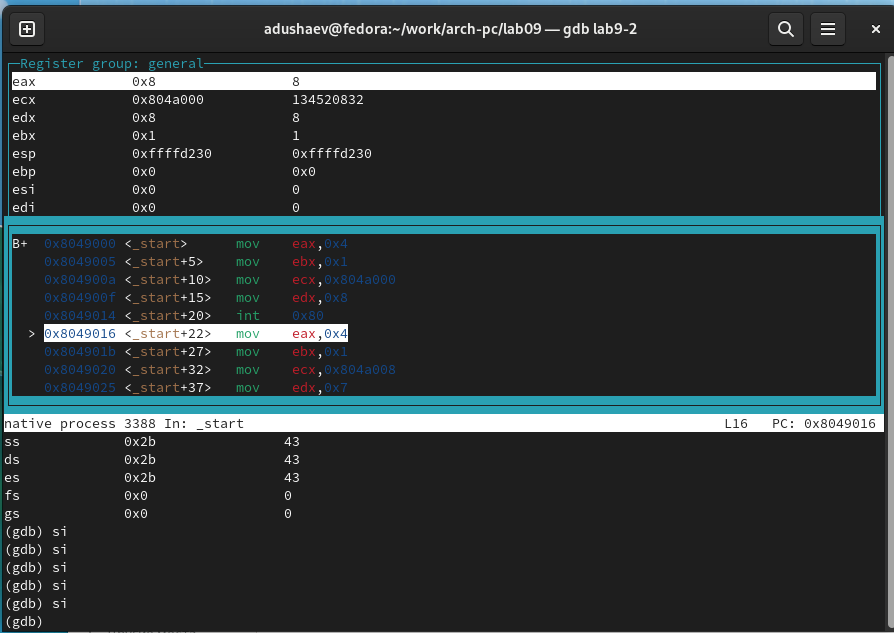 adushaev@fedora:~/work/arch-pc/lab09 — gdb lab9-2
Register group: general
eax 0x8 8
ecx 0x804a000 134520832
edx 0x8 8
ebx 0x1 1
esp 0xffffd230 0xffffd230
ebp 0x0 0x0
esi 0x0 0
edi 0x0 0
B+ 0x8049000 <_start> mov eax,0x4
0x8049005 <_start+5> mov ebx,0x1
0x804900a <_start+10> mov ecx,0x804a000
0x804900f <_start+15> mov edx,0x8
0x8049014 <_start+20> int 0x80
> 0x8049016 <_start+22> mov eax,0x4
0x804901b <_start+27> mov ebx,0x1
0x8049020 <_start+32> mov ecx,0x804a008
0x8049025 <_start+37> mov edx,0x7
native process 3388 In: _start L16 PC: 0x8049016
ss 0x2b 43
ds 0x2b 43
es 0x2b 43
fs 0x0 0
gs 0x0 0
(gdb) si
(gdb) si
(gdb) si
(gdb) si
(gdb) si
(gdb)